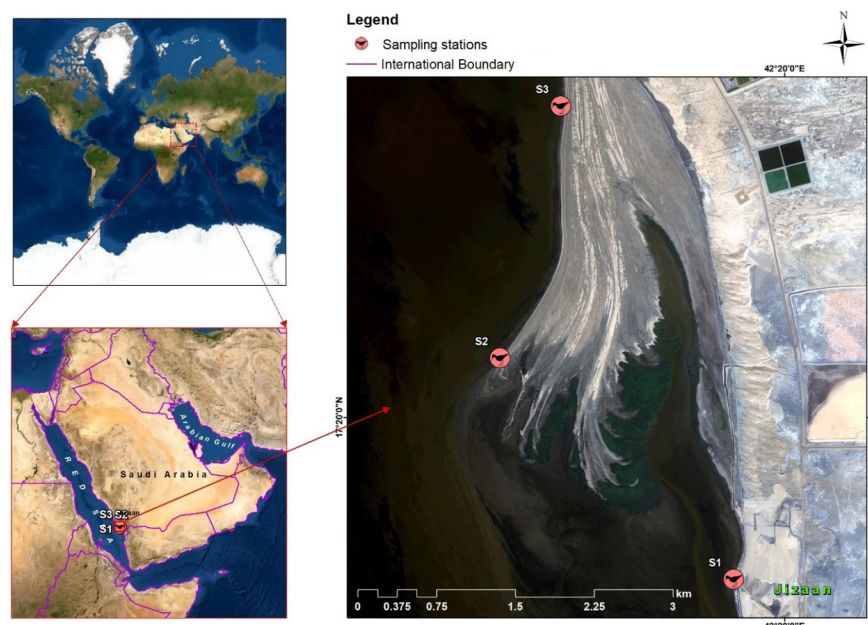 Legend
Sampling stations
International Boundary
N
42°20'0"E
S3
S2
17°20'0"N
S1
Jizaan
km
0 0.375 0.75 1.5 2.25 3
Arabian Gulf
Saudi Arabia
RED SEA
S3 S2
S1